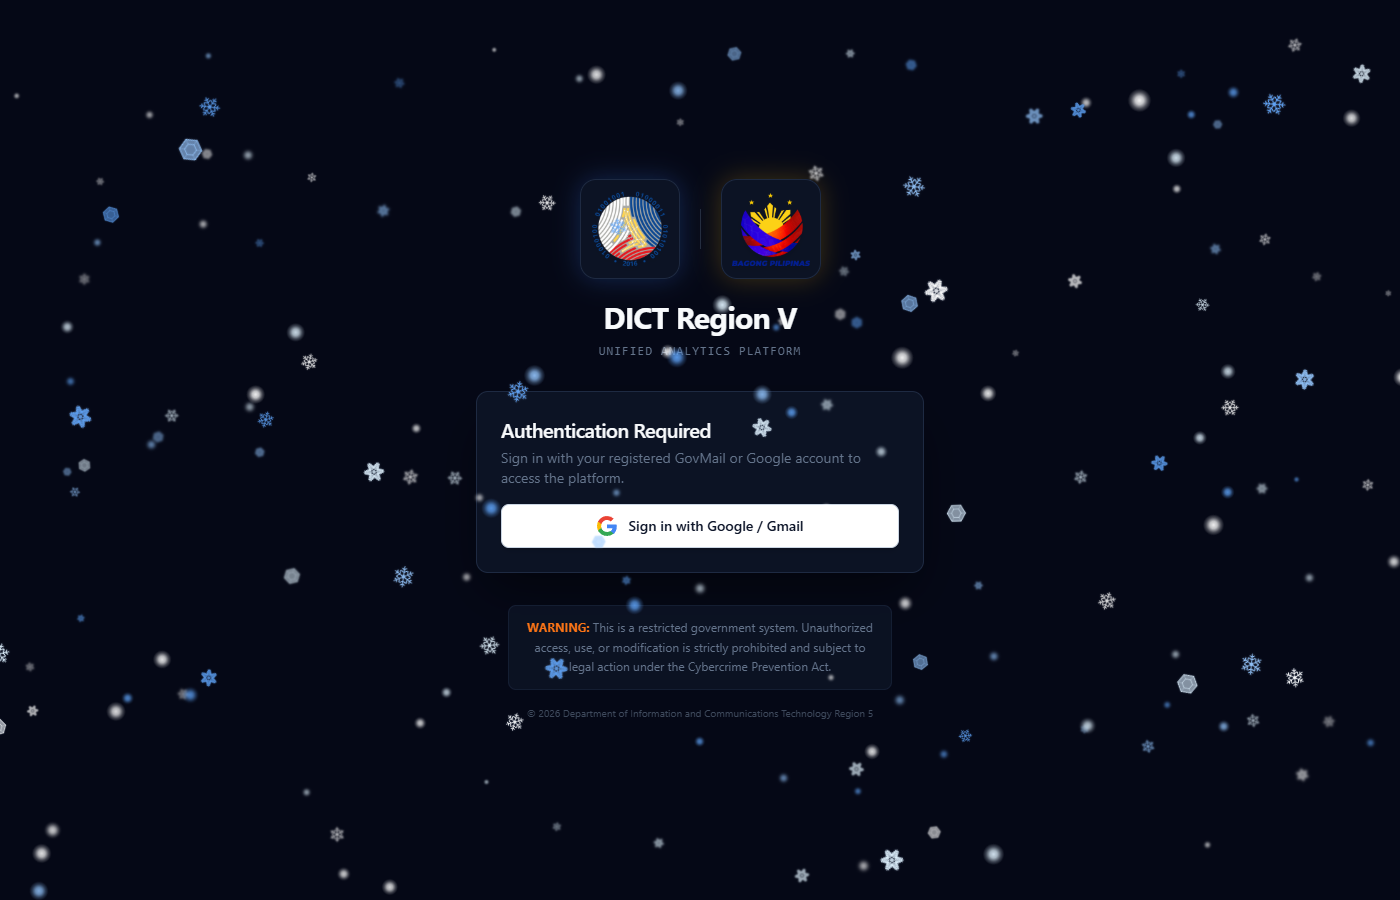 BAGONG PILIPINAS
DICT Region V
UNIFIED ANALYTICS PLATFORM
Authentication Required
Sign in with your registered GovMail or Google account to
access the platform.
Sign in with Google / Gmail
WARNING: This is a restricted government system. Unauthorized
access, use, or modification is strictly prohibited and subject to
legal action under the Cybercrime Prevention Act.
© 2026 Department of Information and Communications Technology Region 5